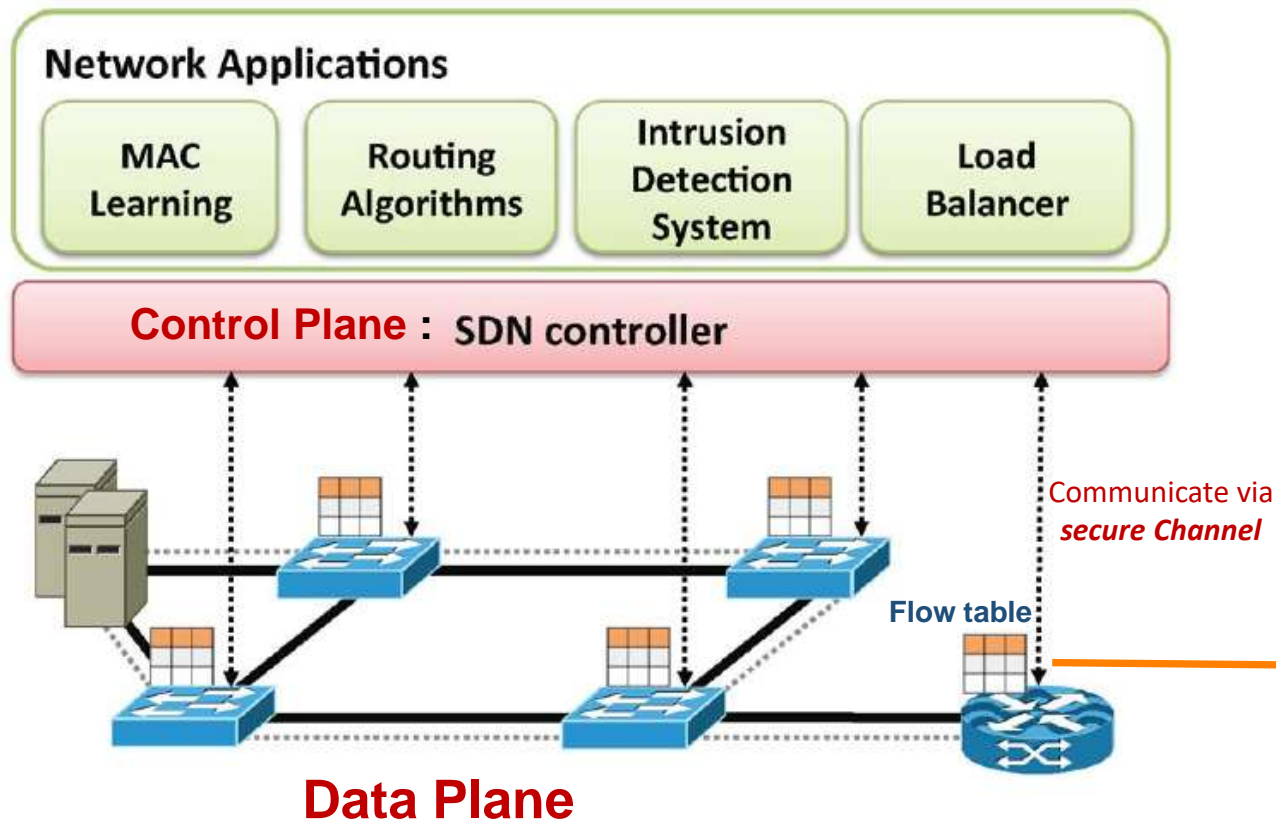 Network Applications
MAC
Learning
Routing
Algorithms
Intrusion
Detection
System
Load
Balancer
Control Plane : SDN controller
Communicate via
secure Channel
Flow table
Data Plane